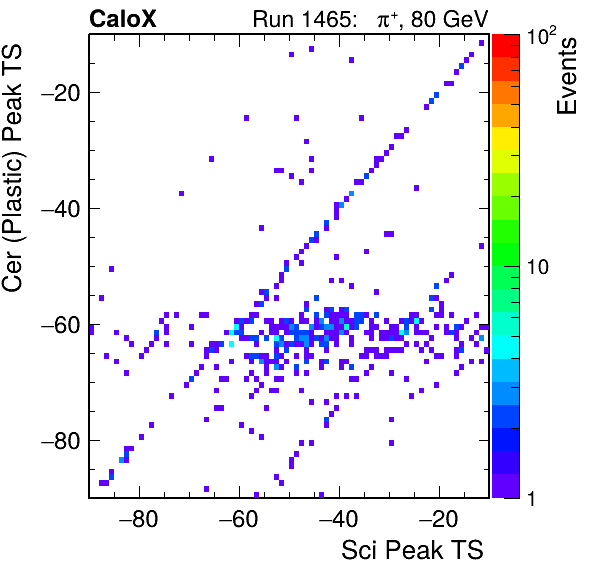 CaloX Run 1465: π⁺, 80 GeV
Cer (Plastic) Peak TS
−20
−40
−60
−80
−80 −60 −40 −20
Sci Peak TS
10²
10
1
Events